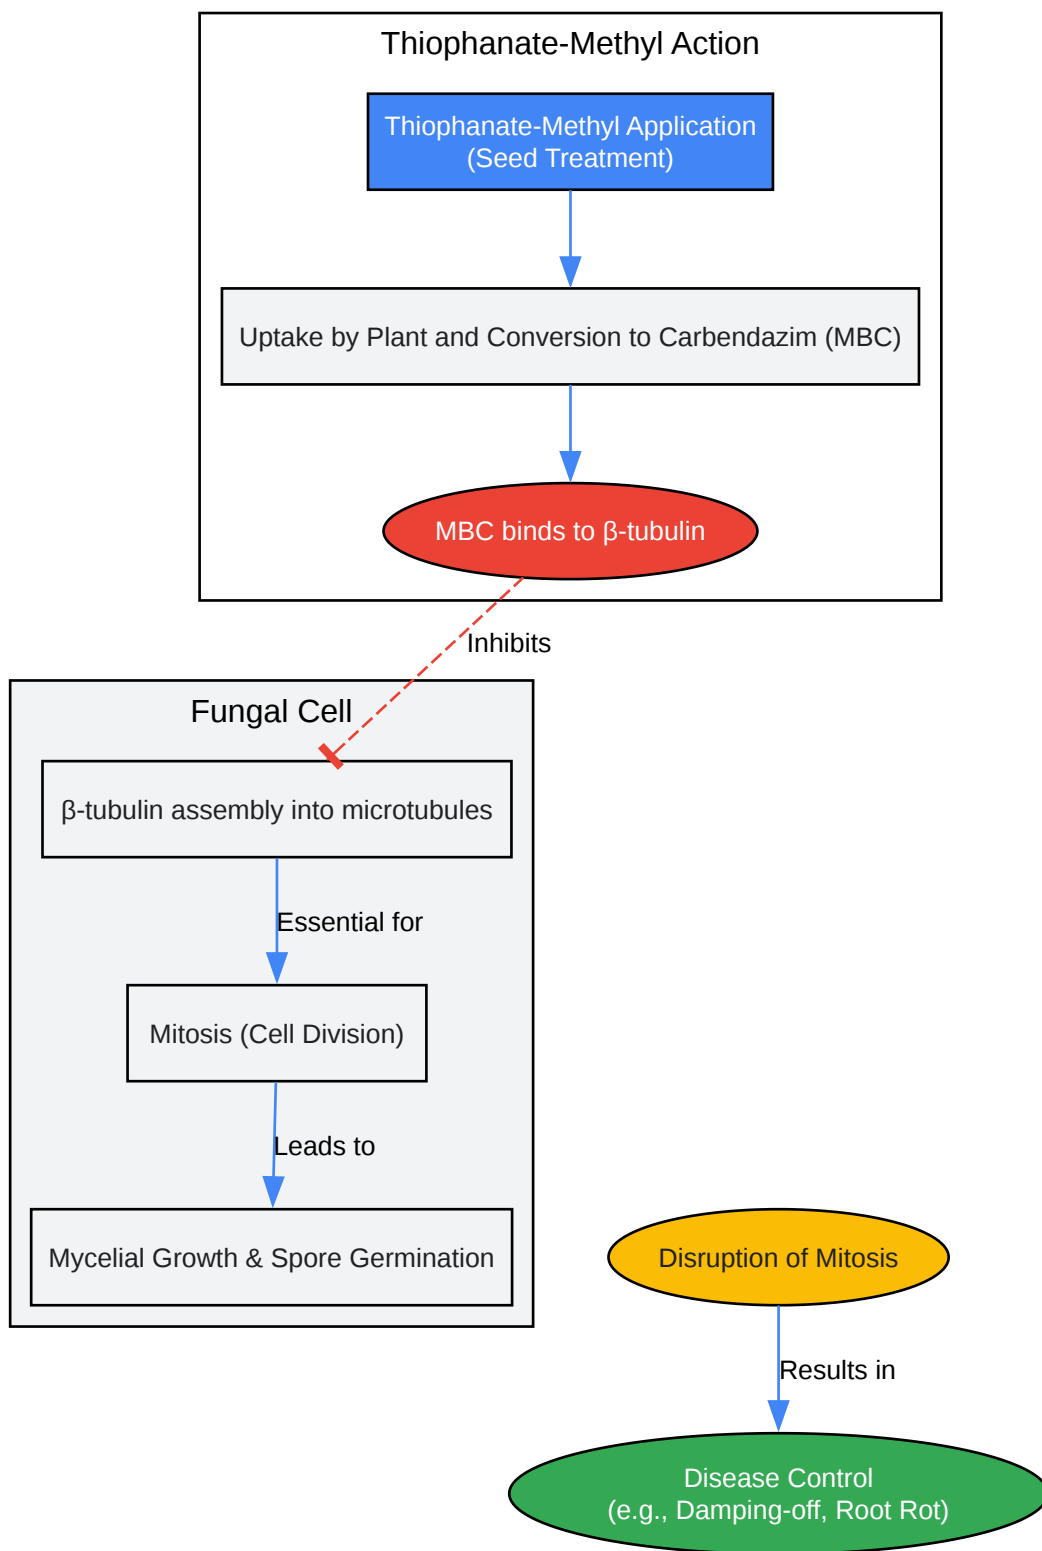 Thiophanate-Methyl Action
Thiophanate-Methyl Application
(Seed Treatment)
Uptake by Plant and Conversion to Carbendazim (MBC)
MBC binds to β-tubulin
Inhibits
Fungal Cell
β-tubulin assembly into microtubules
Essential for
Mitosis (Cell Division)
Leads to
Mycelial Growth & Spore Germination
Disruption of Mitosis
Results in
Disease Control
(e.g., Damping-off, Root Rot)